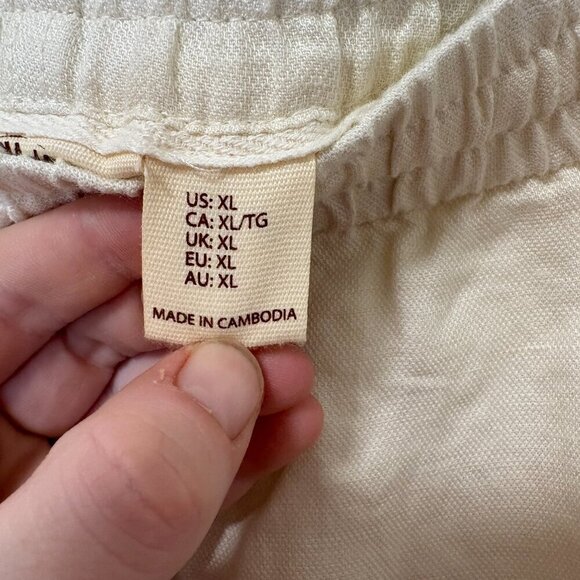 US: XL
CA: XL/TG
UK: XL
EU: XL
AU: XL
MADE IN CAMBODIA